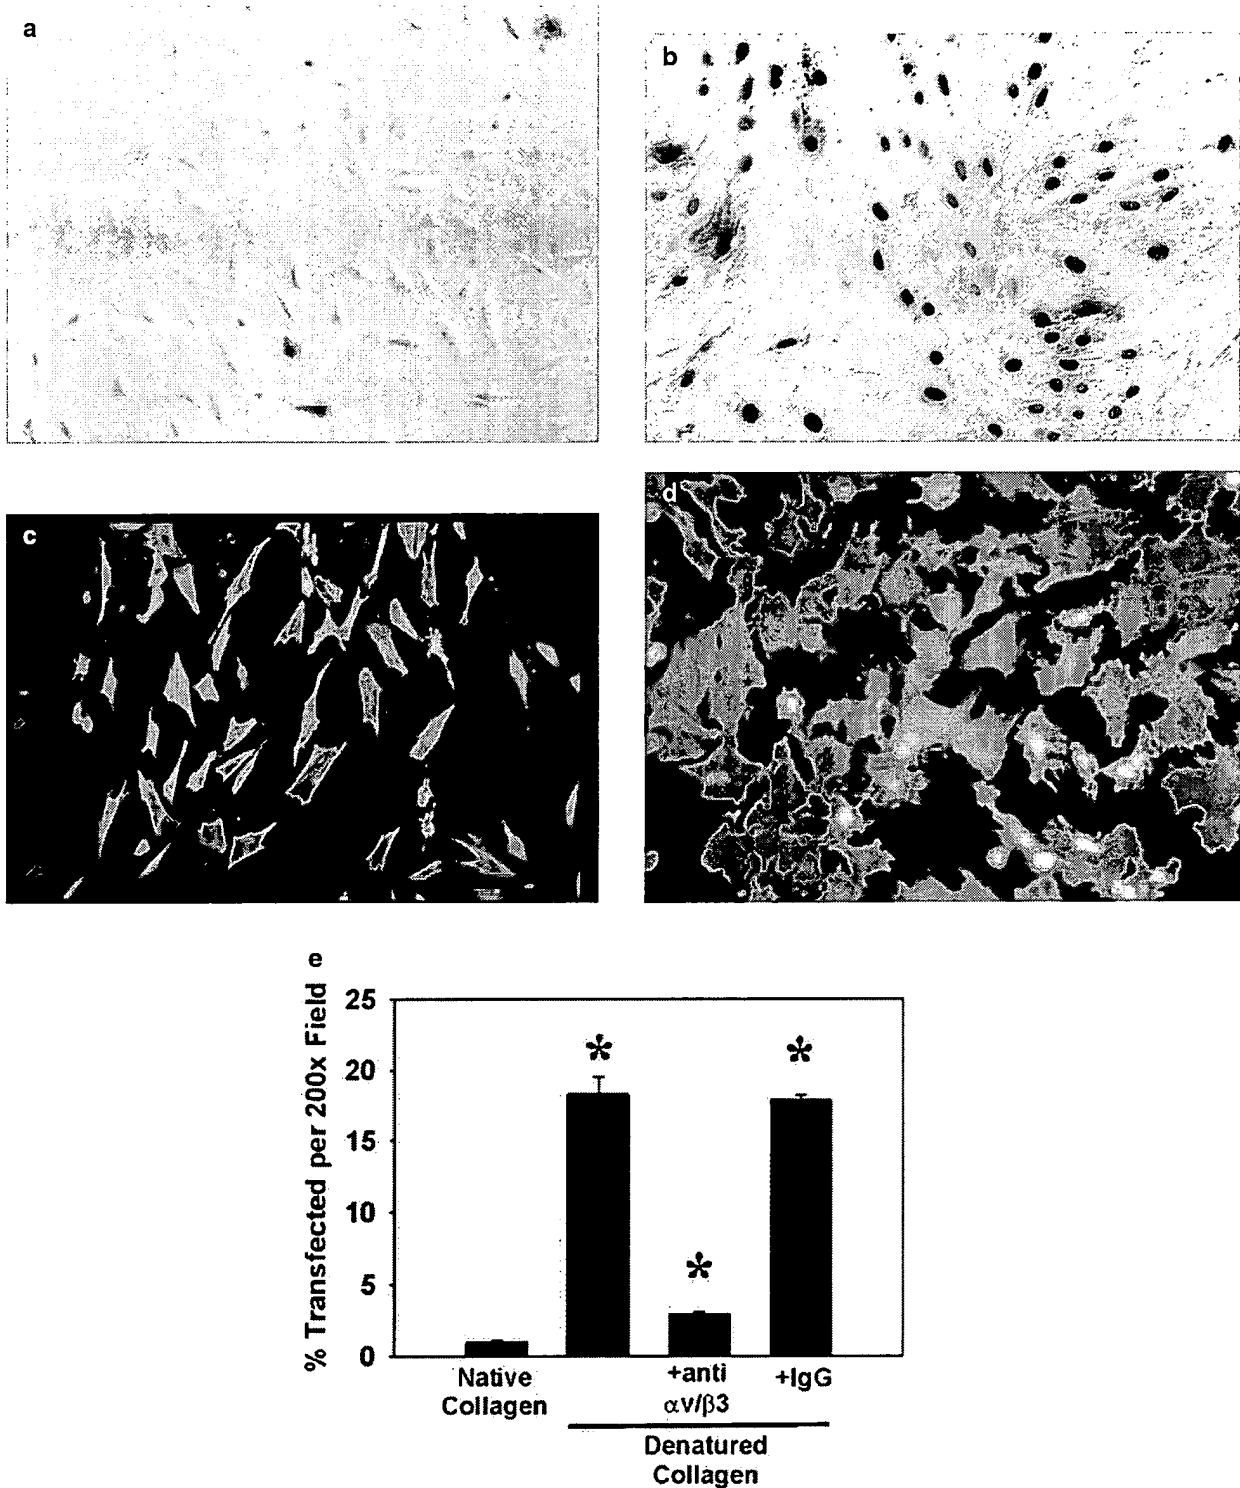 a
b
c
d
e
% Transfected per 200x Field
25
20
15
10
5
0
*
*
*
Native
Collagen
+anti
αv/β3
+IgG
Denatured
Collagen